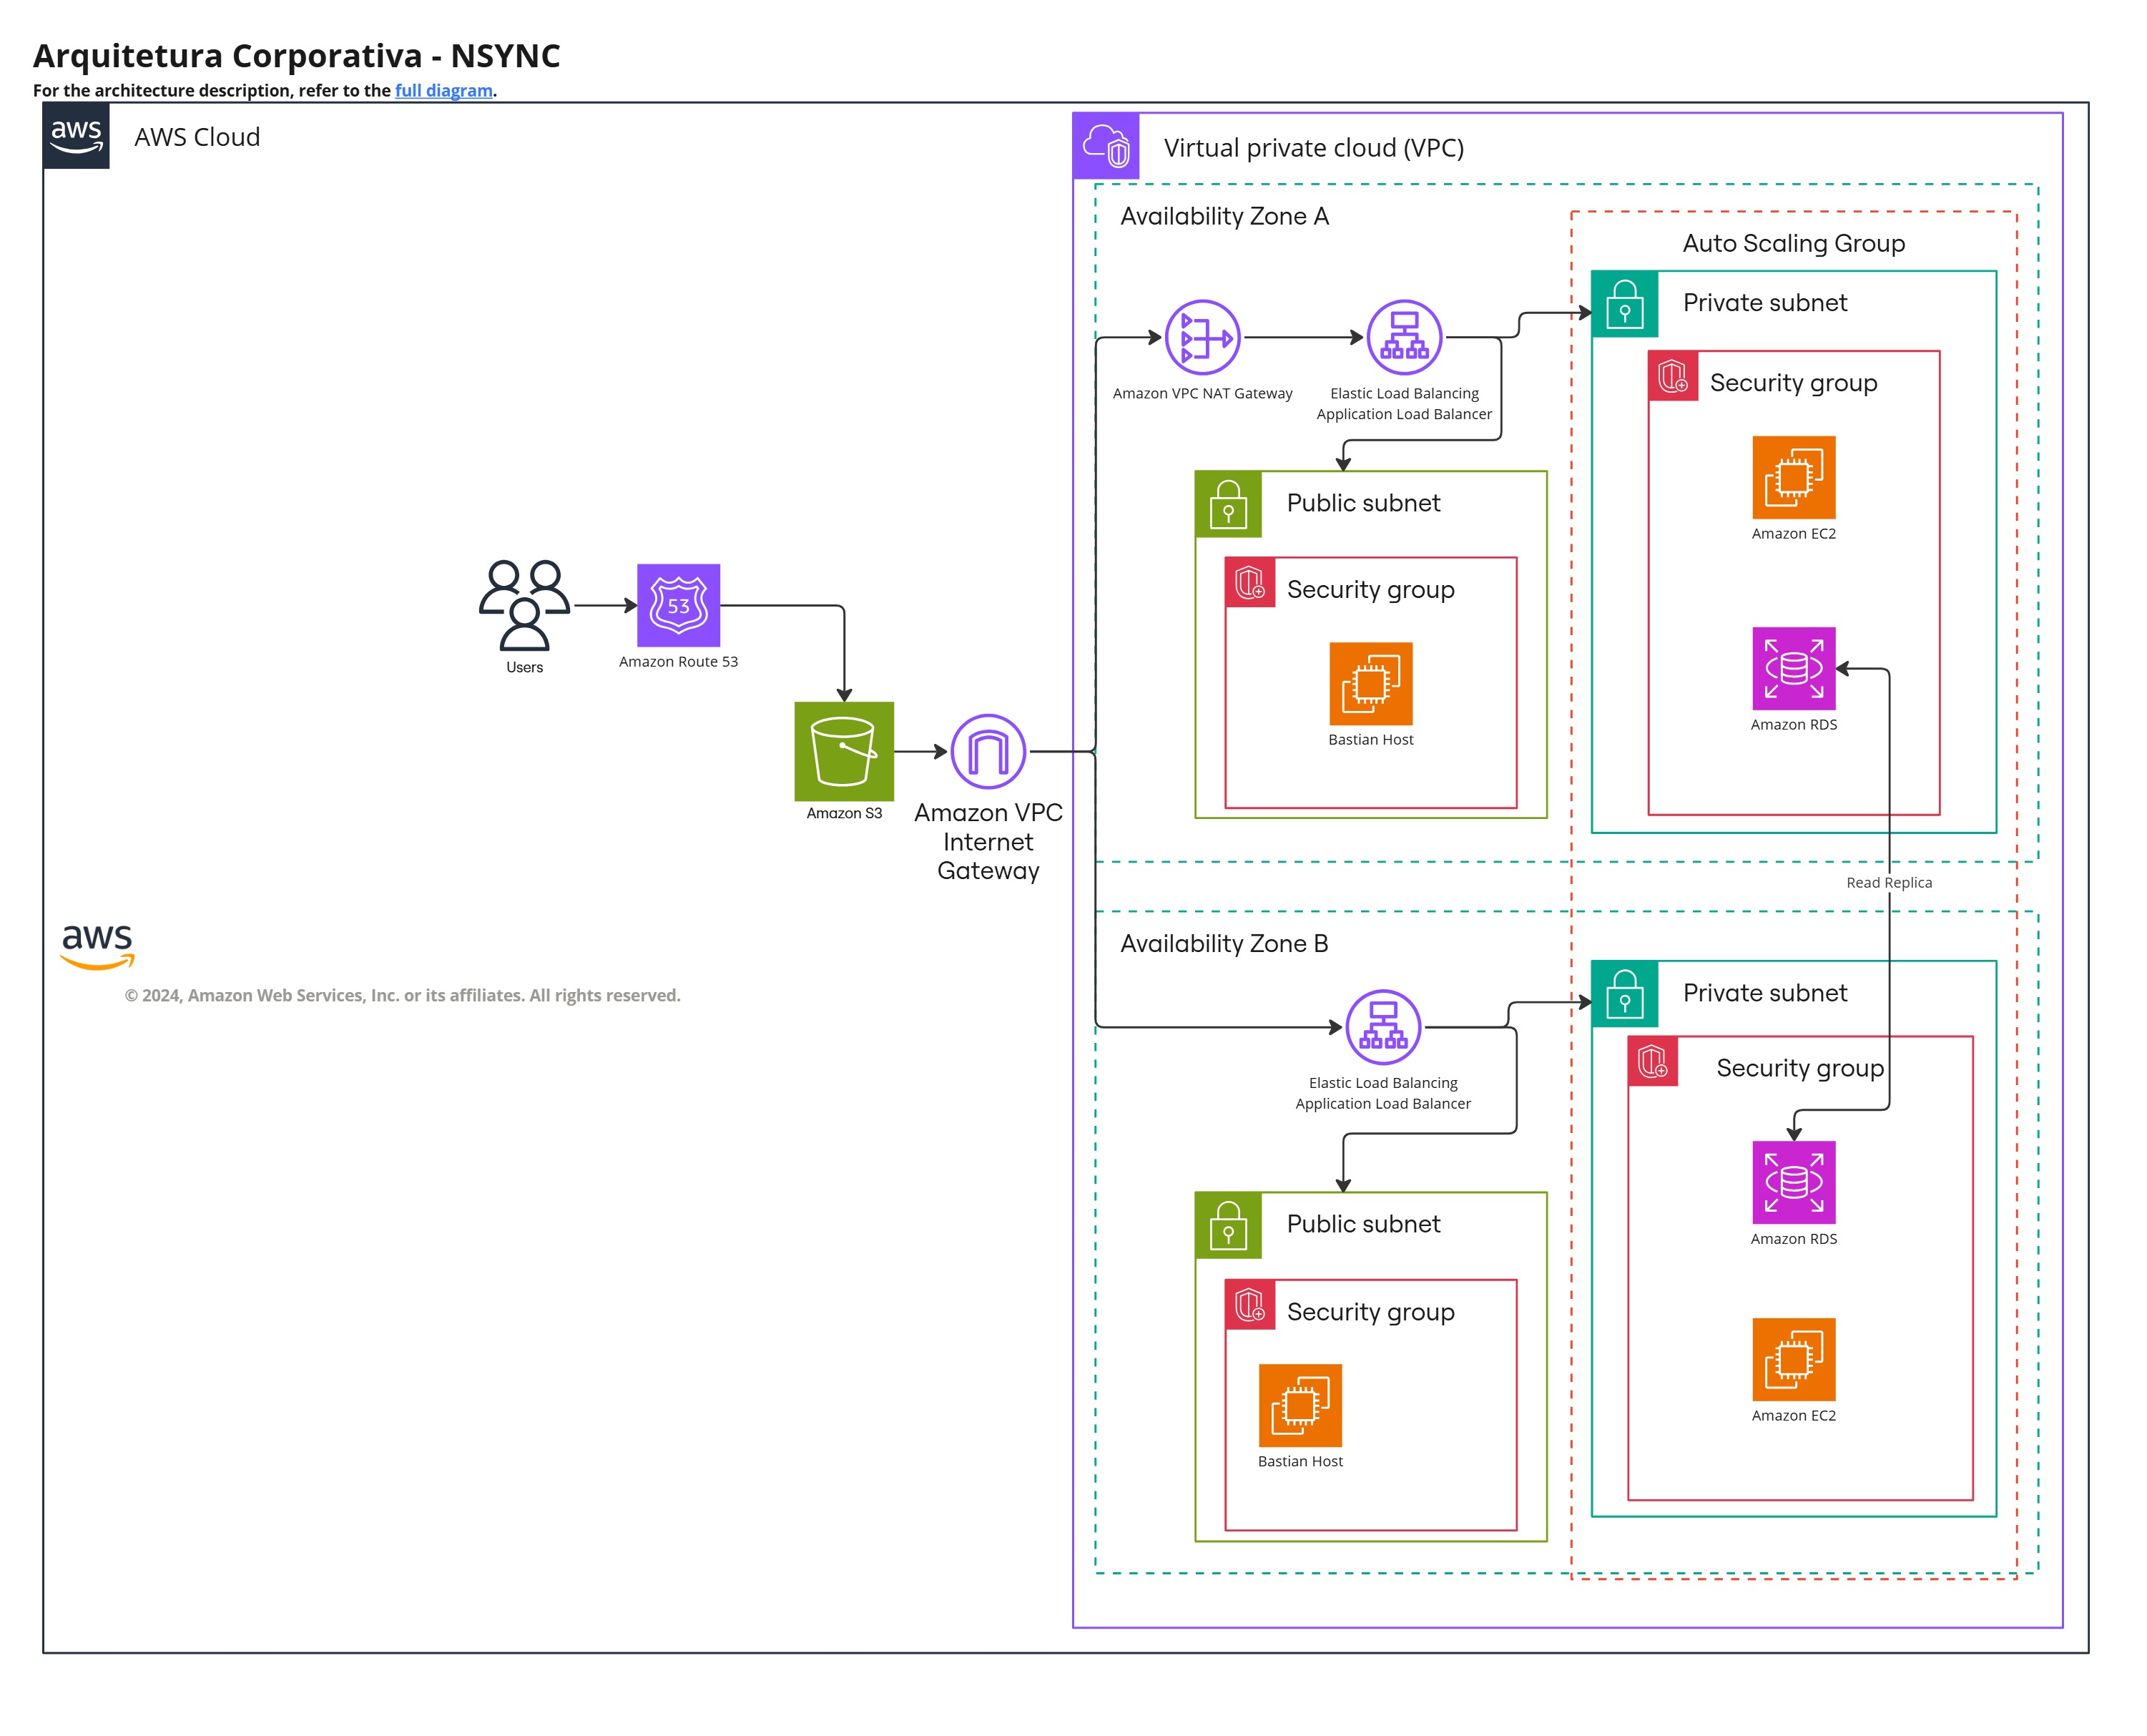 Arquitetura Corporativa - NSYNC
For the architecture description, refer to the full diagram.
aws
AWS Cloud
Virtual private cloud (VPC)
Availability Zone A
Auto Scaling Group
Private subnet
Security group
Amazon VPC NAT Gateway
Elastic Load Balancing
Application Load Balancer
Amazon EC2
Public subnet
Security group
Bastian Host
Amazon RDS
Users
53
Amazon Route 53
Amazon S3
Amazon VPC
Internet
Gateway
Read Replica
aws
© 2024, Amazon Web Services, Inc. or its affiliates. All rights reserved.
Availability Zone B
Private subnet
Security group
Elastic Load Balancing
Application Load Balancer
Amazon RDS
Public subnet
Security group
Bastian Host
Amazon EC2